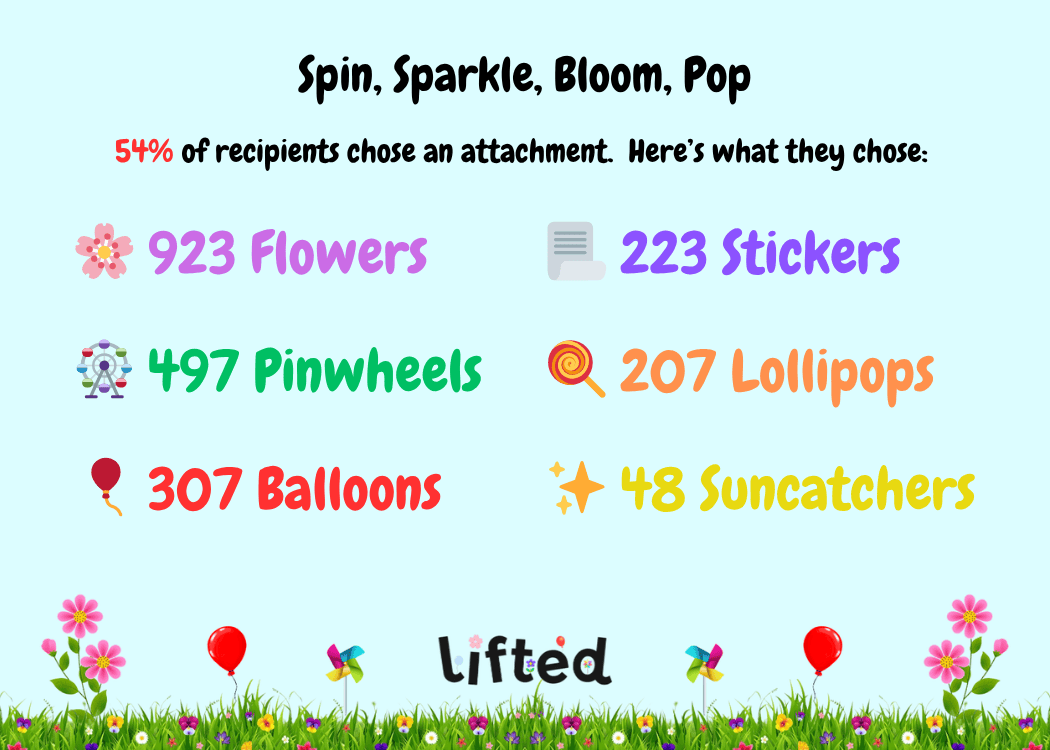 Spin, Sparkle, Bloom, Pop
54% of recipients chose an attachment.  Here's what they chose:
923 Flowers
223 Stickers
497 Pinwheels
207 Lollipops
307 Balloons
48 Suncatchers
lifted